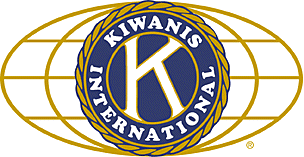 KIWANIS
K
INTERNATIONAL
®